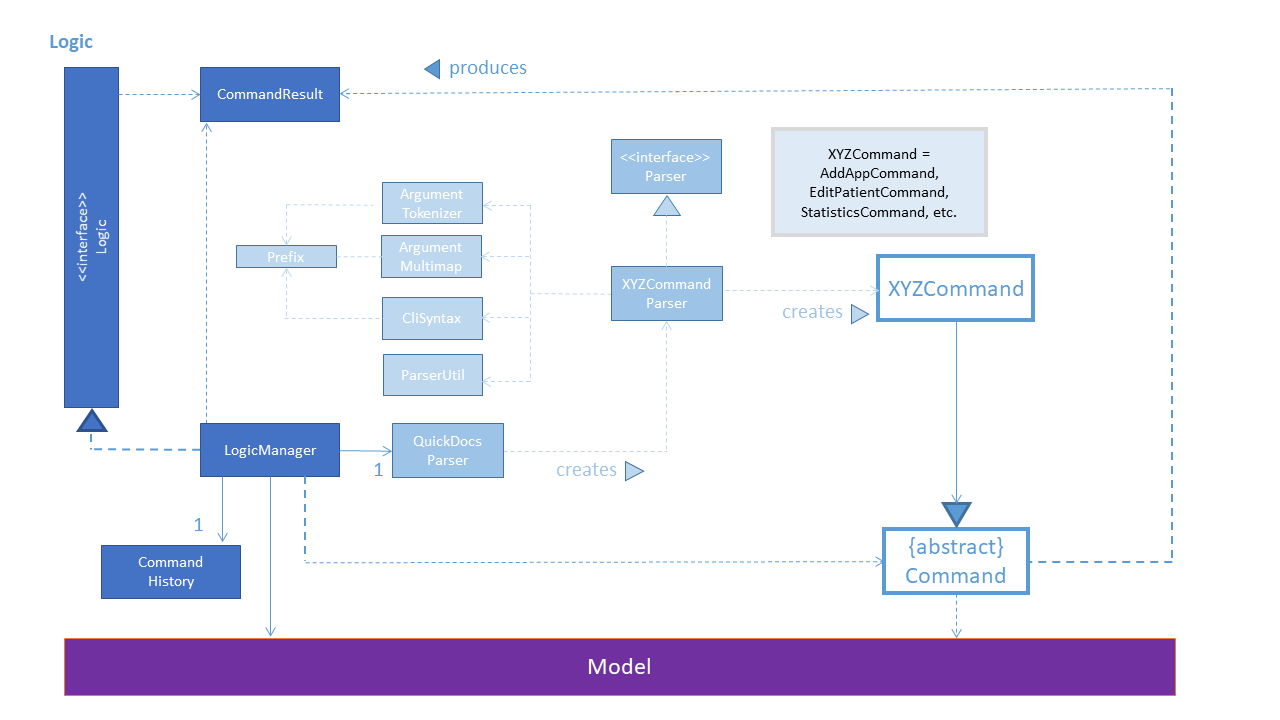 Logic
produces
CommandResult
<<interface>>
Logic
<<interface>>
Parser
XYZCommand =
AddAppCommand,
EditPatientCommand,
StatisticsCommand, etc.
Argument
Tokenizer
Prefix
Argument
Multimap
XYZCommand
Parser
XYZCommand
creates
CliSyntax
ParserUtil
LogicManager
1
QuickDocs
Parser
creates
1
Command
History
{abstract}
Command
Model